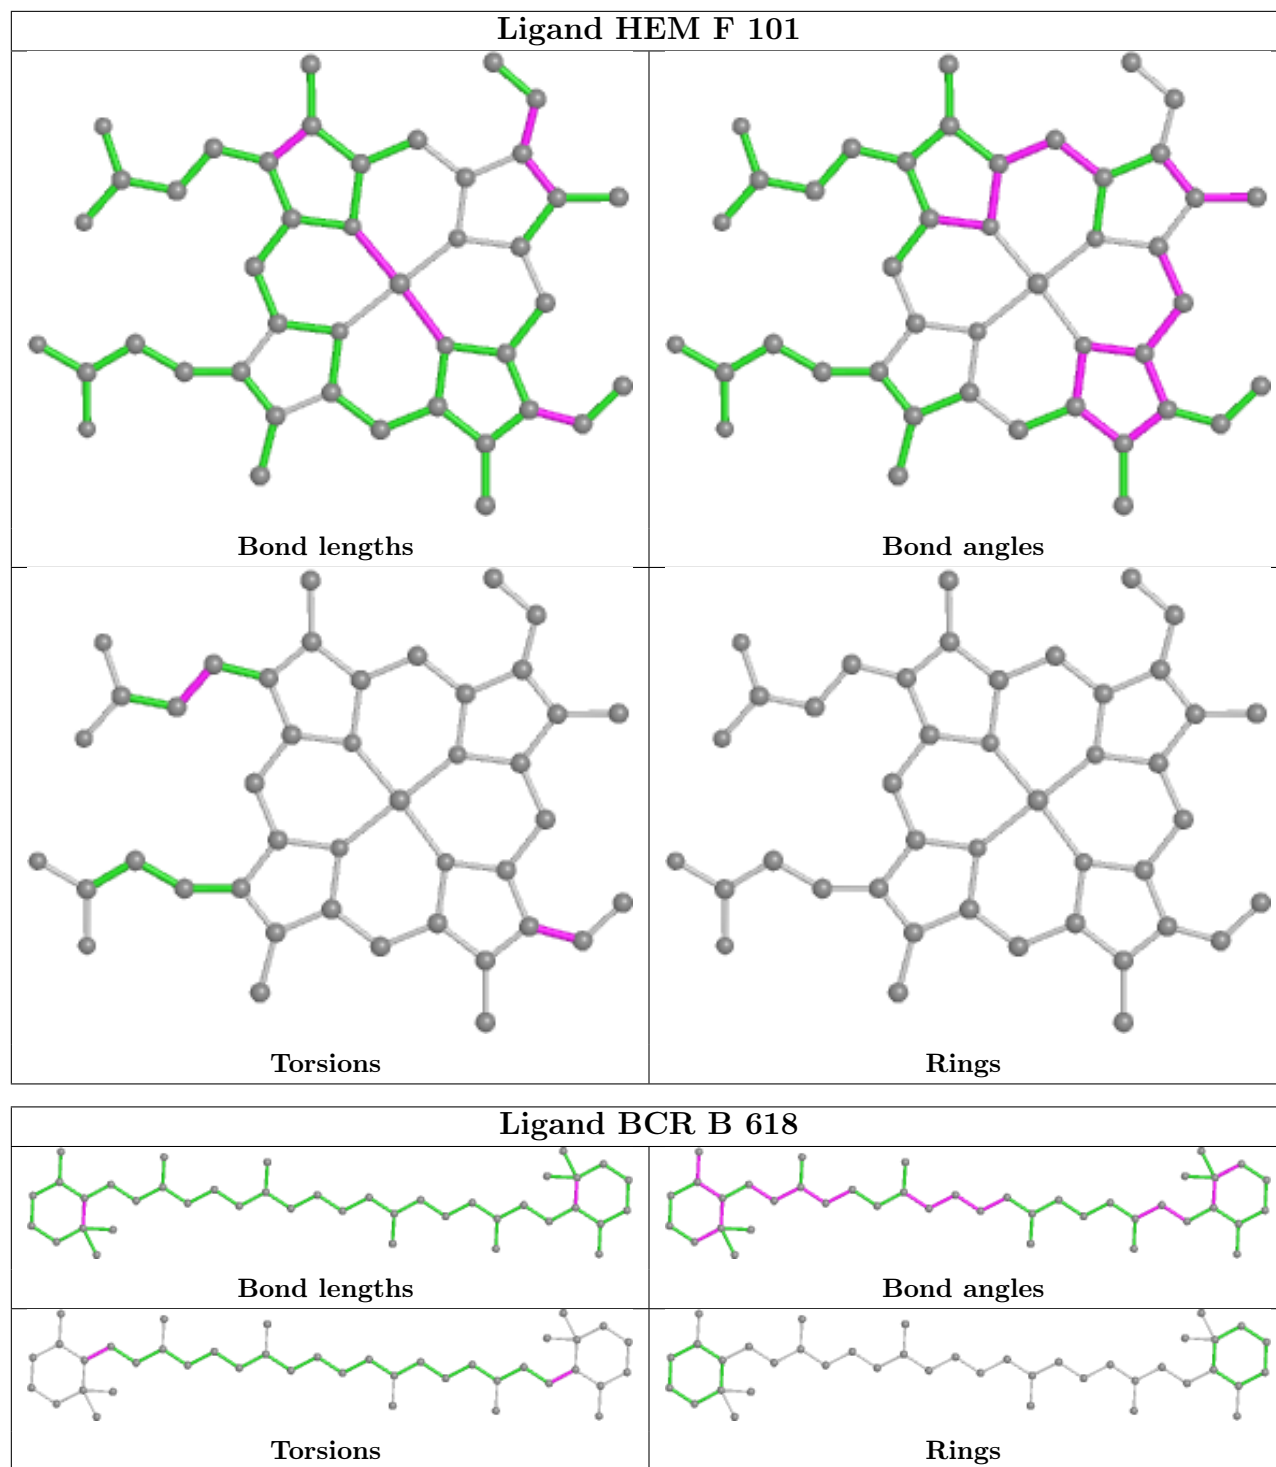 Ligand HEM F 101
Bond lengths
Bond angles
Torsions
Rings
Ligand BCR B 618
Bond lengths
Bond angles
Torsions
Rings